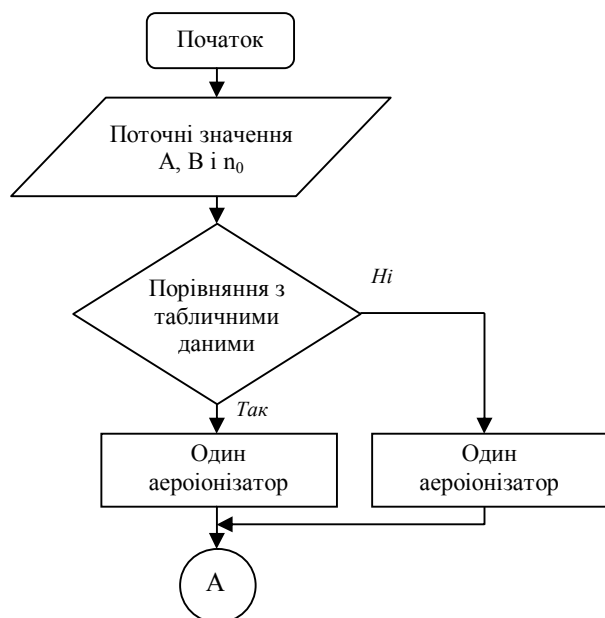 Початок
Поточні значення
А, В і n₀
Порівняння з
табличними
даними
Ні
Так
Один
аероіонізатор
Один
аероіонізатор
А